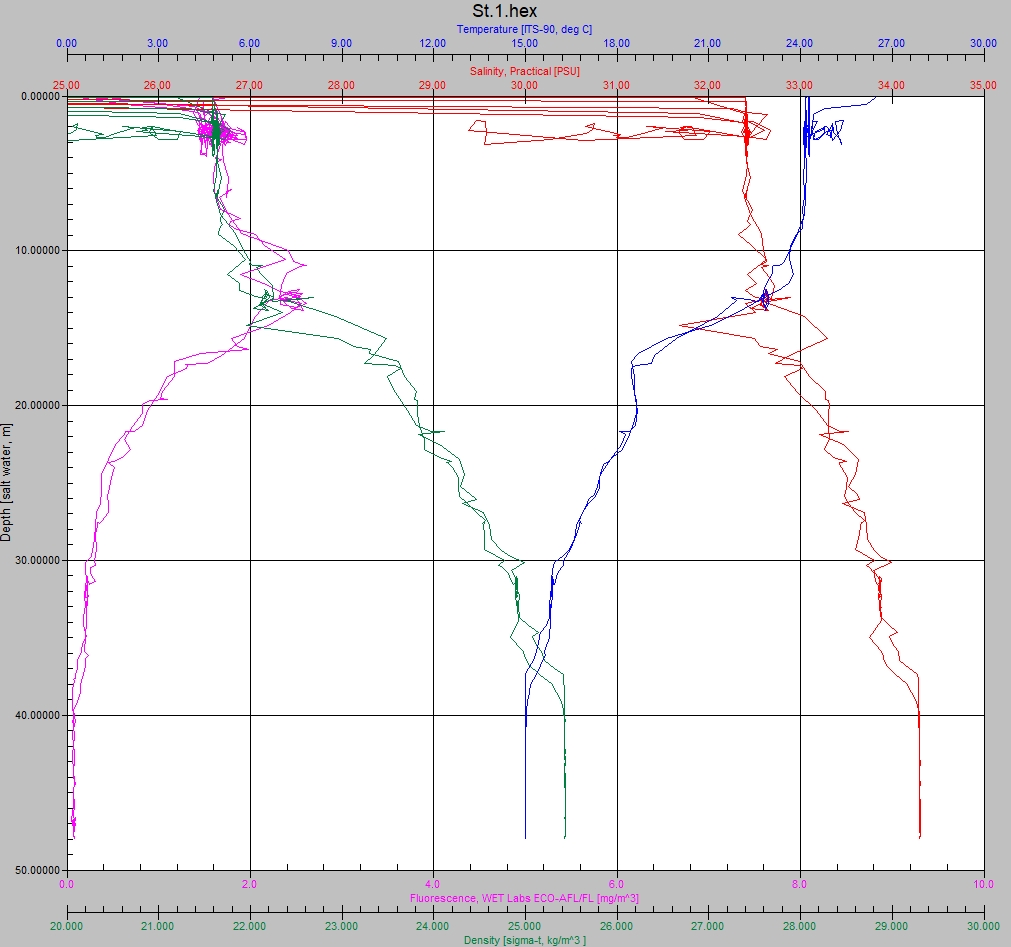 St.1.hex
Temperature [ITS-90, deg C]
0.00 3.00 6.00 9.00 12.00 15.00 18.00 21.00 24.00 27.00 30.00
Salinity, Practical [PSU]
25.00 26.00 27.00 28.00 29.00 30.00 31.00 32.00 33.00 34.00 35.00
0.00000
10.00000
20.00000
Depth [salt water, m]
30.00000
40.00000
50.00000
0.0 2.0 4.0 6.0 8.0 10.0
Fluorescence, WET Labs ECO-AFL/FL [mg/m^3]
20.000 21.000 22.000 23.000 24.000 25.000 26.000 27.000 28.000 29.000 30.000
Density [sigma-t, kg/m^3 ]